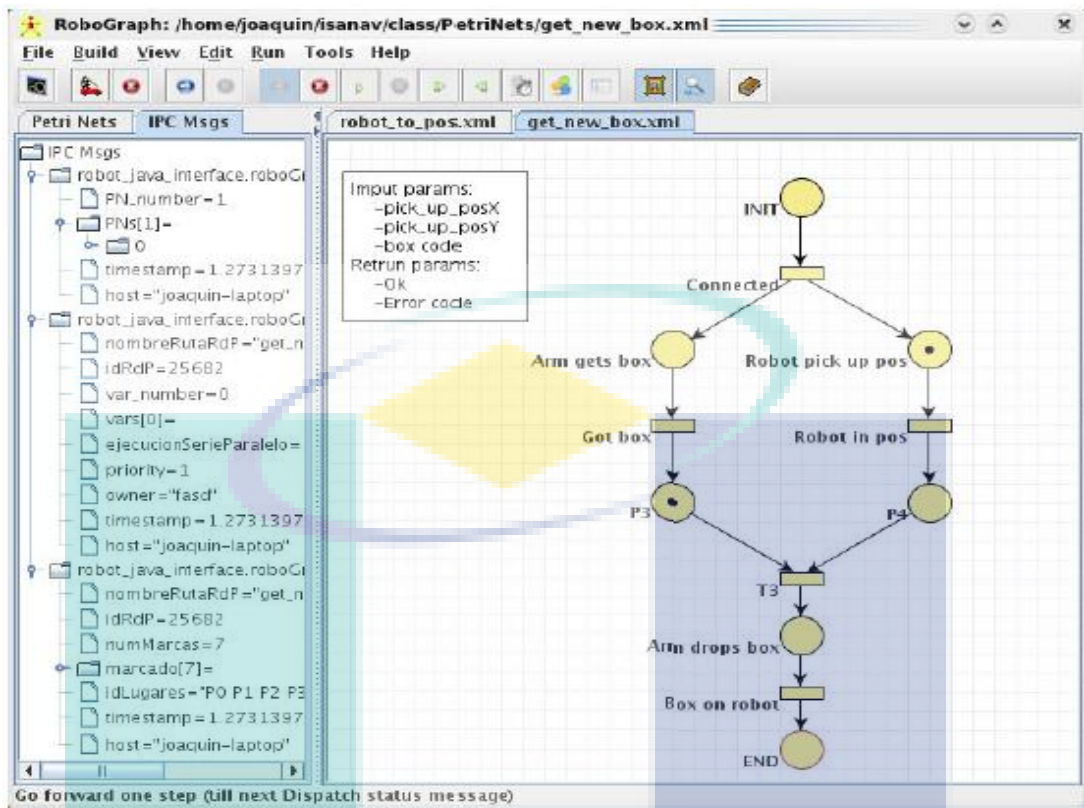 RoboGraph: /home/joaquin/isanav/class/PetriNets/get_new_box.xml
File Build View Edit Run Tools Help
Petri Nets IPC Msgs
robot_to_pos.xml get_new_box.xml
IPC Msgs
robot_java_interface.roboGr
PN_number=1
PNs[1]=
0
timestamp=1.2731397
host="joaquin-laptop"
robot_java_interface.roboGr
nombreRutaRdP="get_n
idRdP=25682
var_number=0
vars[0]=
ejecucionSerieParalelo=
priority=1
owner="fasd"
timestamp=1.2731397
host="joaquin-laptop"
robot_java_interface.roboGr
nombreRutaRdP="get_n
idRdP=25682
numMarcas=7
marcado[7]=
idLugares="P0 P1 P2 P3
timestamp=1.2731397
host="joaquin-laptop"
Imput params:
-pick_up_posX
-pick_up_posY
-box code
Retrun params:
-Ok
-Error code
INIT
Connected
Arm gets box
Robot pick up pos
Got box
Robot in pos
P3
P4
T3
Arm drops box
Box on robot
END
Go forward one step (till next Dispatch status message)